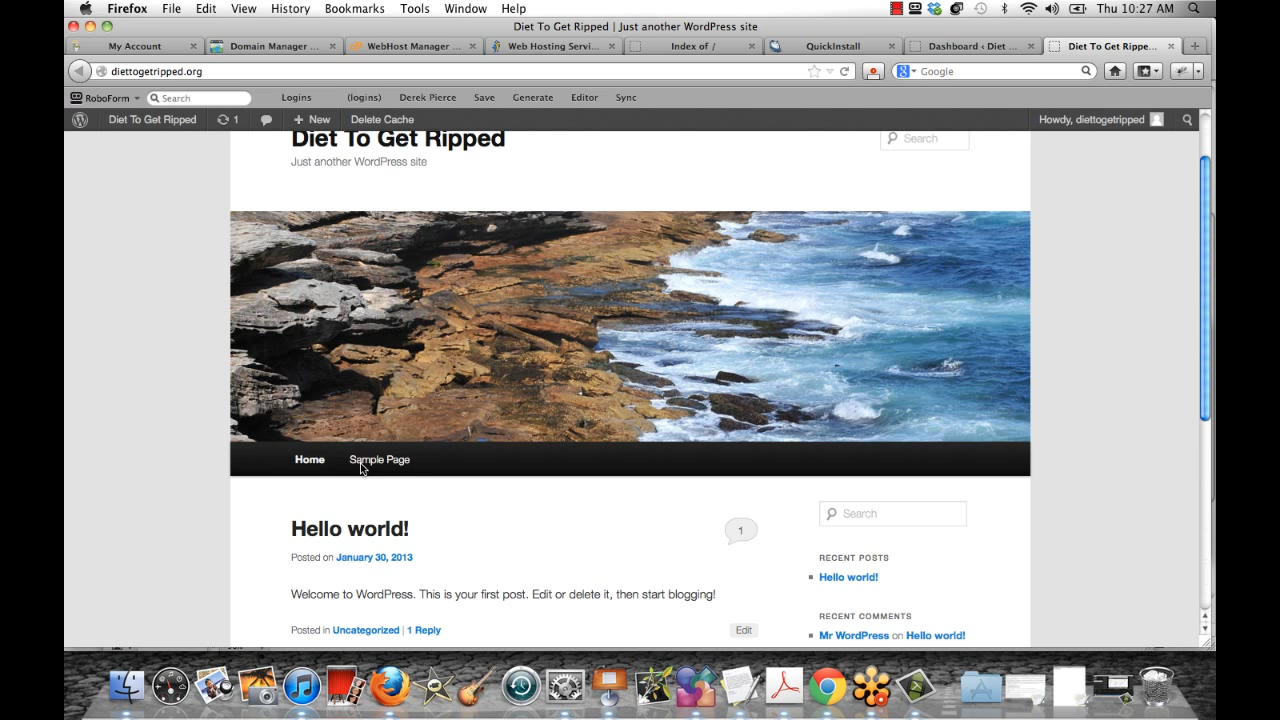 Firefox File Edit View History Bookmarks Tools Window Help Thu 10:27 AM
Diet To Get Ripped | Just another WordPress site
My Account Domain Manager ... WebHost Manager ... Web Hosting Servi... Index of / QuickInstall Dashboard ‹ Diet ... Diet To Get Rippe...
diettogetripped.org Google
RoboForm Search Logins (logins) Derek Pierce Save Generate Editor Sync
Diet To Get Ripped 1 + New Delete Cache Howdy, diettogetripped
Diet To Get Ripped Search
Just another WordPress site
Home Sample Page
Hello world! 1
Posted on January 30, 2013
Welcome to WordPress. This is your first post. Edit or delete it, then start blogging!
Posted in Uncategorized | 1 Reply Edit
Search
RECENT POSTS
Hello world!
RECENT COMMENTS
Mr WordPress on Hello world!